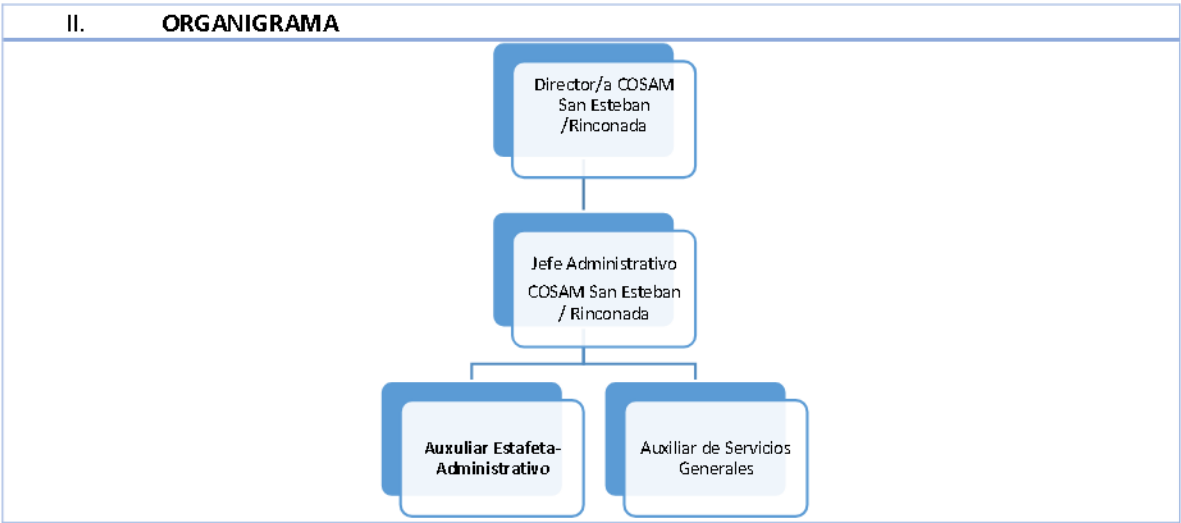 II. ORGANIGRAMA
Director/a COSAM
San Esteban
/Rinconada
Jefe Administrativo
COSAM San Esteban
/ Rinconada
Auxuliar Estafeta-
Administrativo
Auxiliar de Servicios
Generales